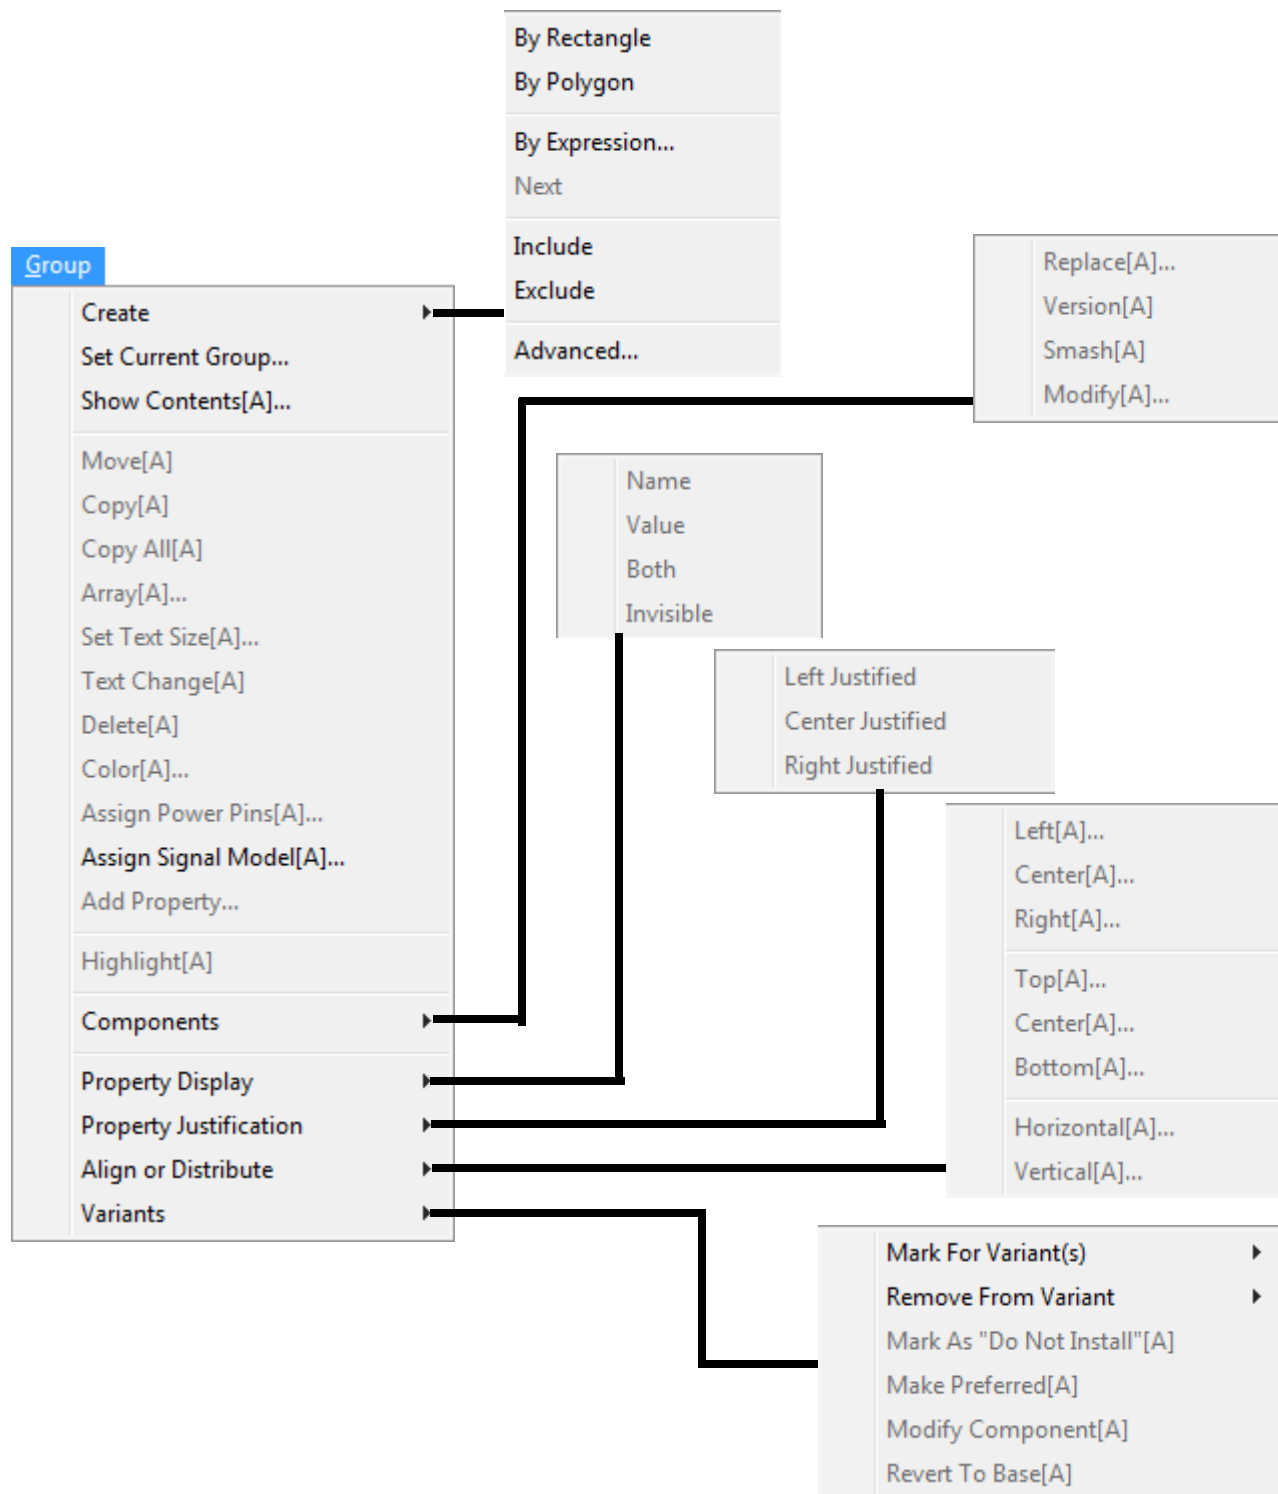 Group
Create
Set Current Group...
Show Contents[A]...
Move[A]
Copy[A]
Copy All[A]
Array[A]...
Set Text Size[A]...
Text Change[A]
Delete[A]
Color[A]...
Assign Power Pins[A]...
Assign Signal Model[A]...
Add Property...
Highlight[A]
Components
Property Display
Property Justification
Align or Distribute
Variants
By Rectangle
By Polygon
By Expression...
Next
Include
Exclude
Advanced...
Replace[A]...
Version[A]
Smash[A]
Modify[A]...
Name
Value
Both
Invisible
Left Justified
Center Justified
Right Justified
Left[A]...
Center[A]...
Right[A]...
Top[A]...
Center[A]...
Bottom[A]...
Horizontal[A]...
Vertical[A]...
Mark For Variant(s)
Remove From Variant
Mark As "Do Not Install"[A]
Make Preferred[A]
Modify Component[A]
Revert To Base[A]